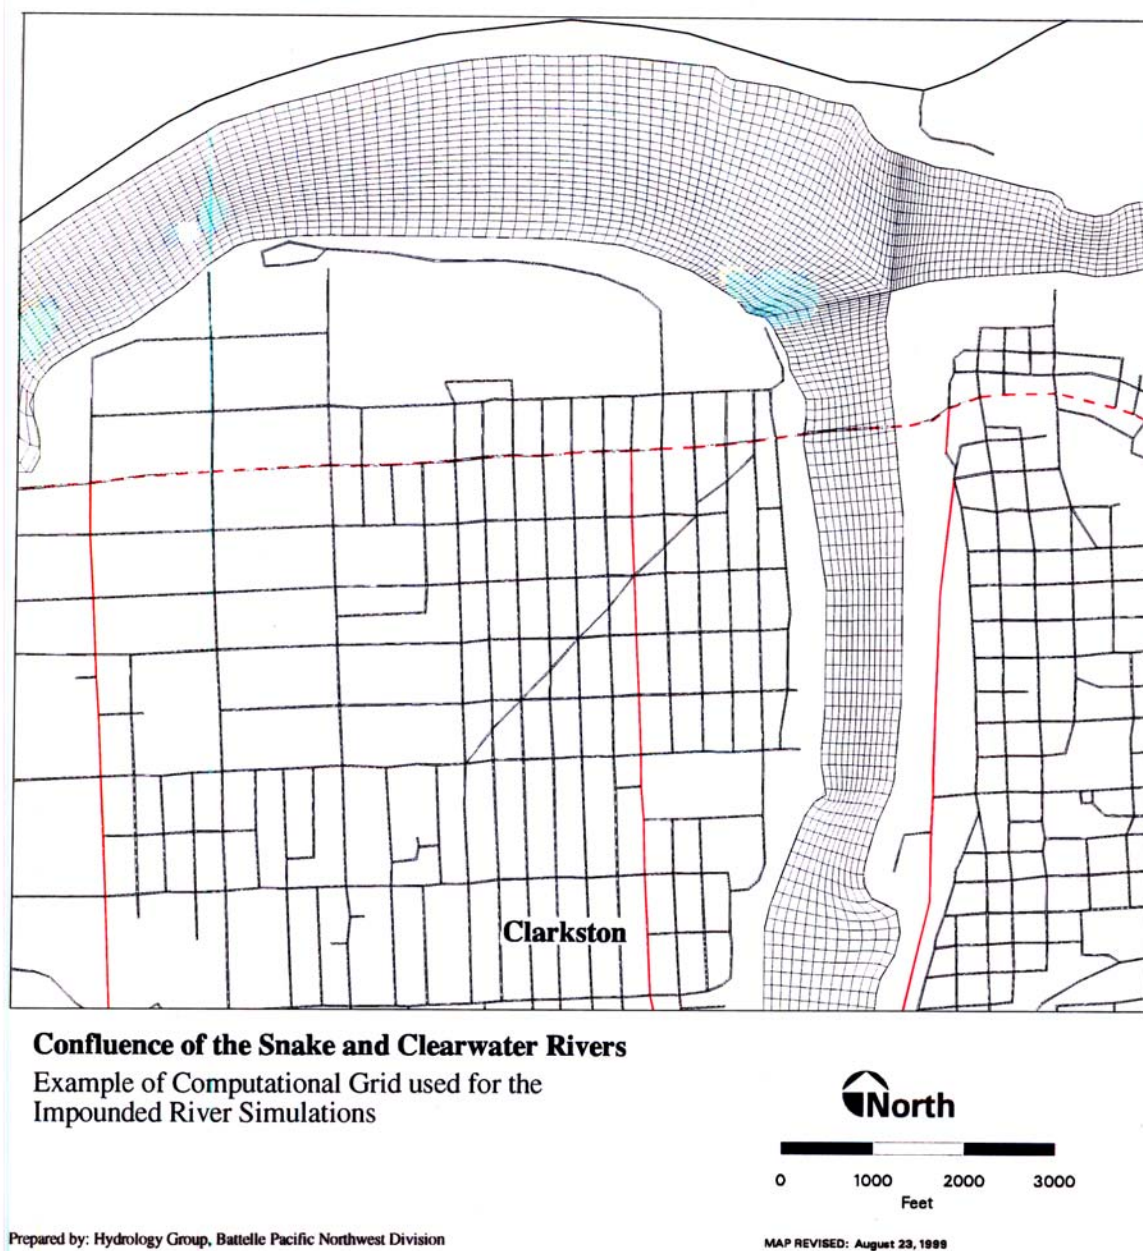 Clarkston
Confluence of the Snake and Clearwater Rivers
Example of Computational Grid used for the
Impounded River Simulations
North
0 1000 2000 3000
Feet
Prepared by: Hydrology Group, Battelle Pacific Northwest Division
MAP REVISED: August 23, 1999